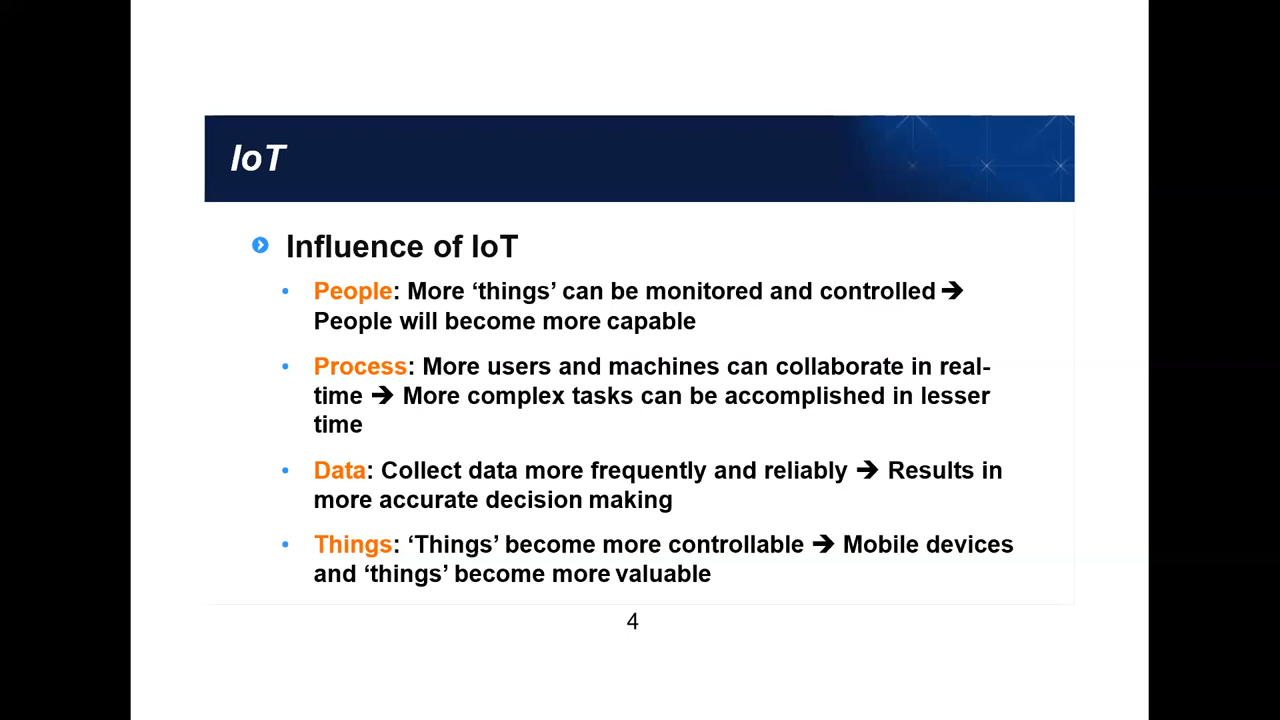 IoT
Influence of IoT
• People: More ‘things’ can be monitored and controlled ➔
People will become more capable
• Process: More users and machines can collaborate in real-
time ➔ More complex tasks can be accomplished in lesser
time
• Data: Collect data more frequently and reliably ➔ Results in
more accurate decision making
• Things: ‘Things’ become more controllable ➔ Mobile devices
and ‘things’ become more valuable
4